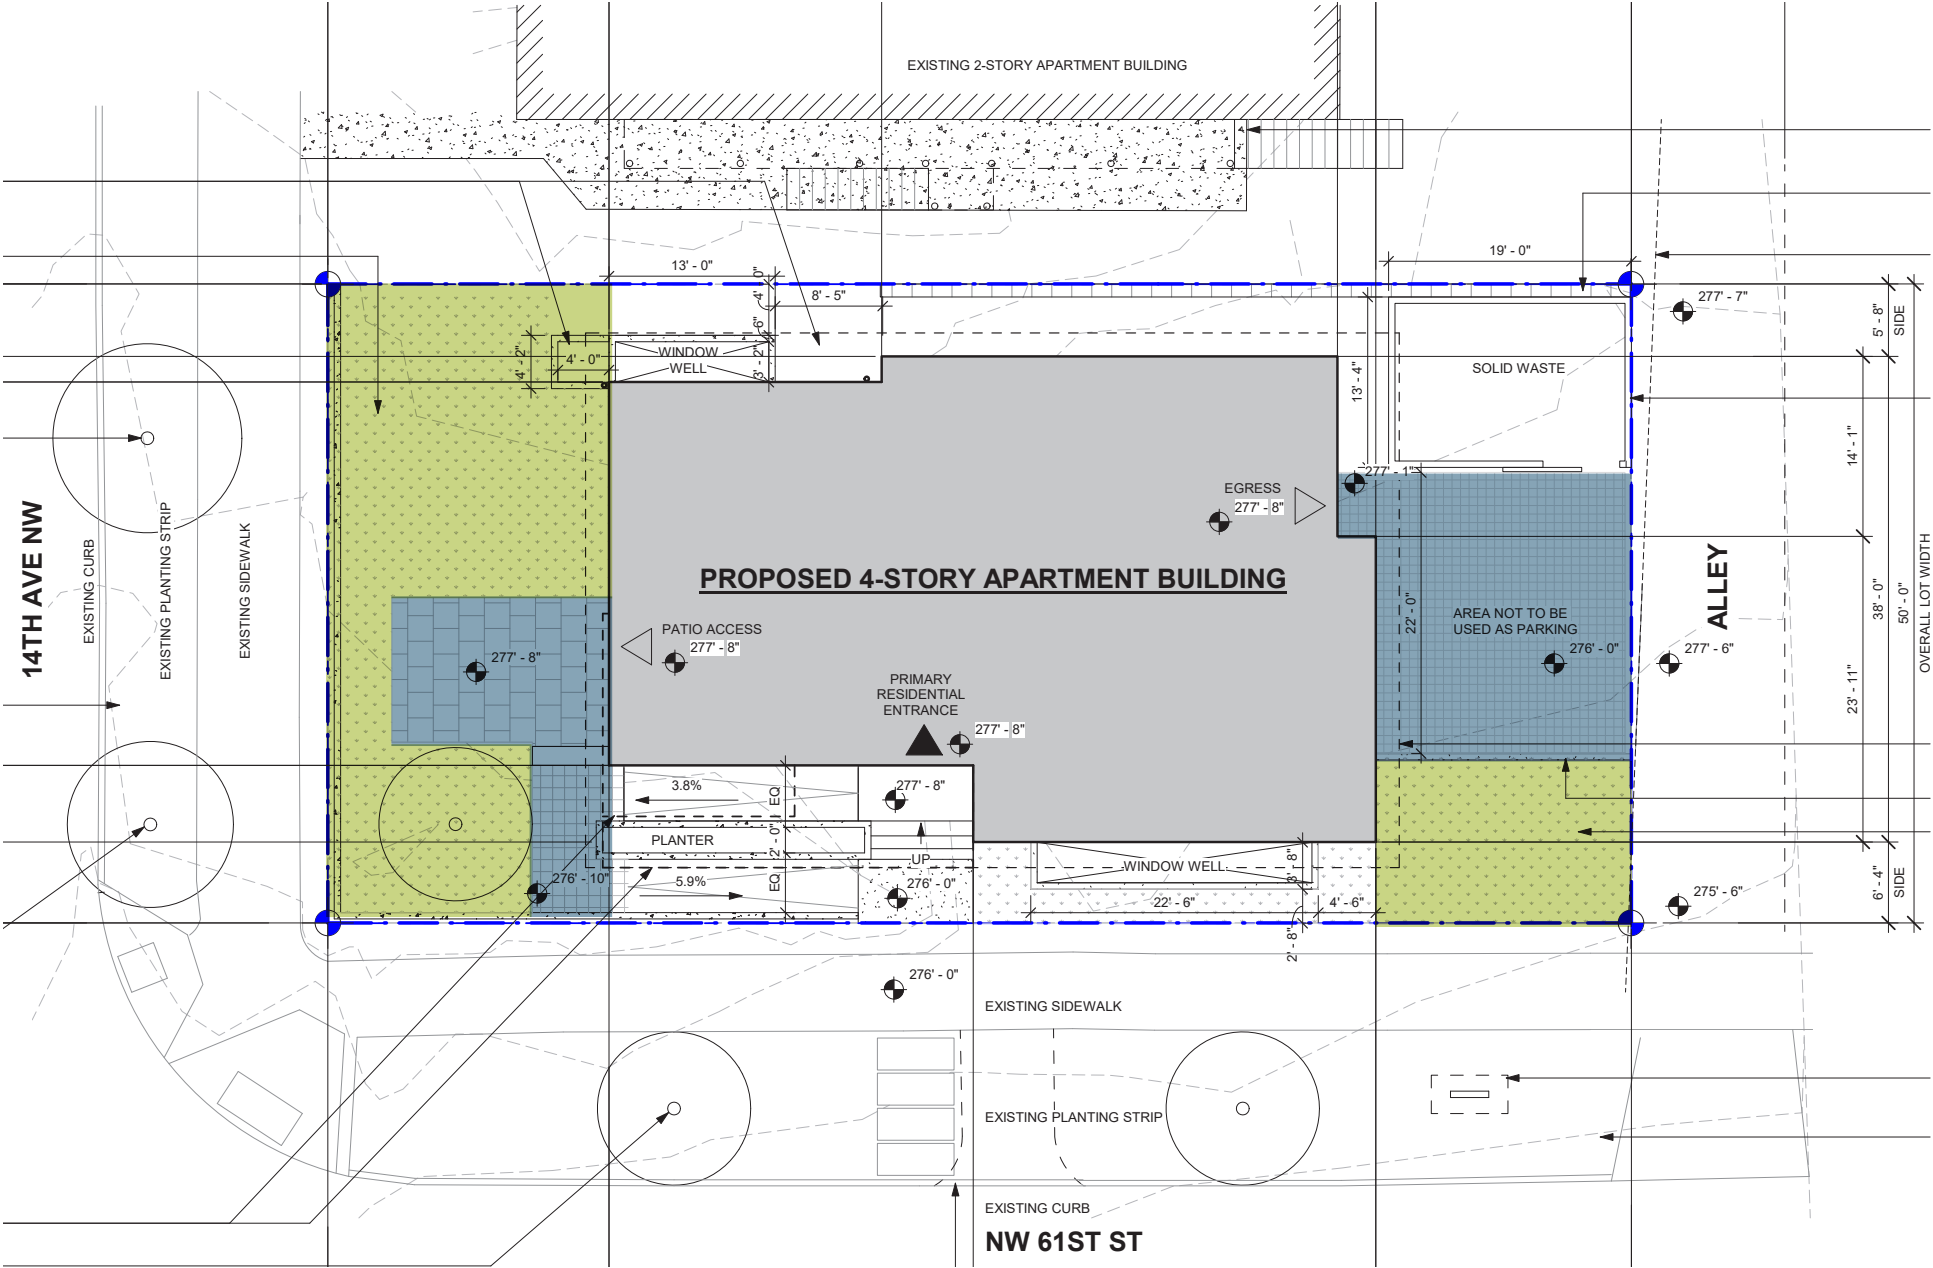 EXISTING 2-STORY APARTMENT BUILDING
19' - 0"
13' - 0"
4' - 0"
8' - 5"
277' - 7"
5' - 8"
SIDE
6"
4' - 2"
4' - 0"
WINDOW
WELL
3' - 2"
13' - 4"
SOLID WASTE
14' - 1"
277' - 1"
EGRESS
277' - 8"
14TH AVE NW
EXISTING CURB
EXISTING PLANTING STRIP
EXISTING SIDEWALK
PROPOSED 4-STORY APARTMENT BUILDING
22' - 0"
AREA NOT TO BE
USED AS PARKING
276' - 0"
ALLEY
277' - 6"
38' - 0"
50' - 0"
OVERALL LOT WIDTH
PATIO ACCESS
277' - 8"
277' - 8"
PRIMARY
RESIDENTIAL
ENTRANCE
277' - 8"
23' - 11"
3.8%
EQ
277' - 8"
PLANTER
2' - 0"
UP
WINDOW WELL
3' - 8"
276' - 10"
5.9%
EQ
276' - 0"
22' - 6"
4' - 6"
275' - 6"
6' - 4"
SIDE
2' - 8"
276' - 0"
EXISTING SIDEWALK
EXISTING PLANTING STRIP
EXISTING CURB
NW 61ST ST